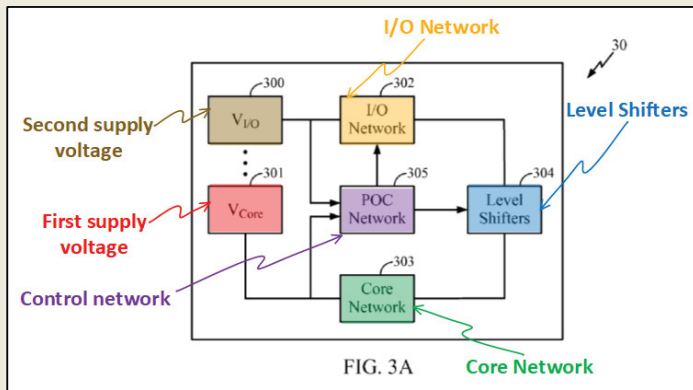 I/O Network
30
300
302
V_I/O
I/O
Network
Second supply
voltage
Level Shifters
301
305
304
V_Core
POC
Network
Level
Shifters
First supply
voltage
Control network
303
Core
Network
FIG. 3A
Core Network